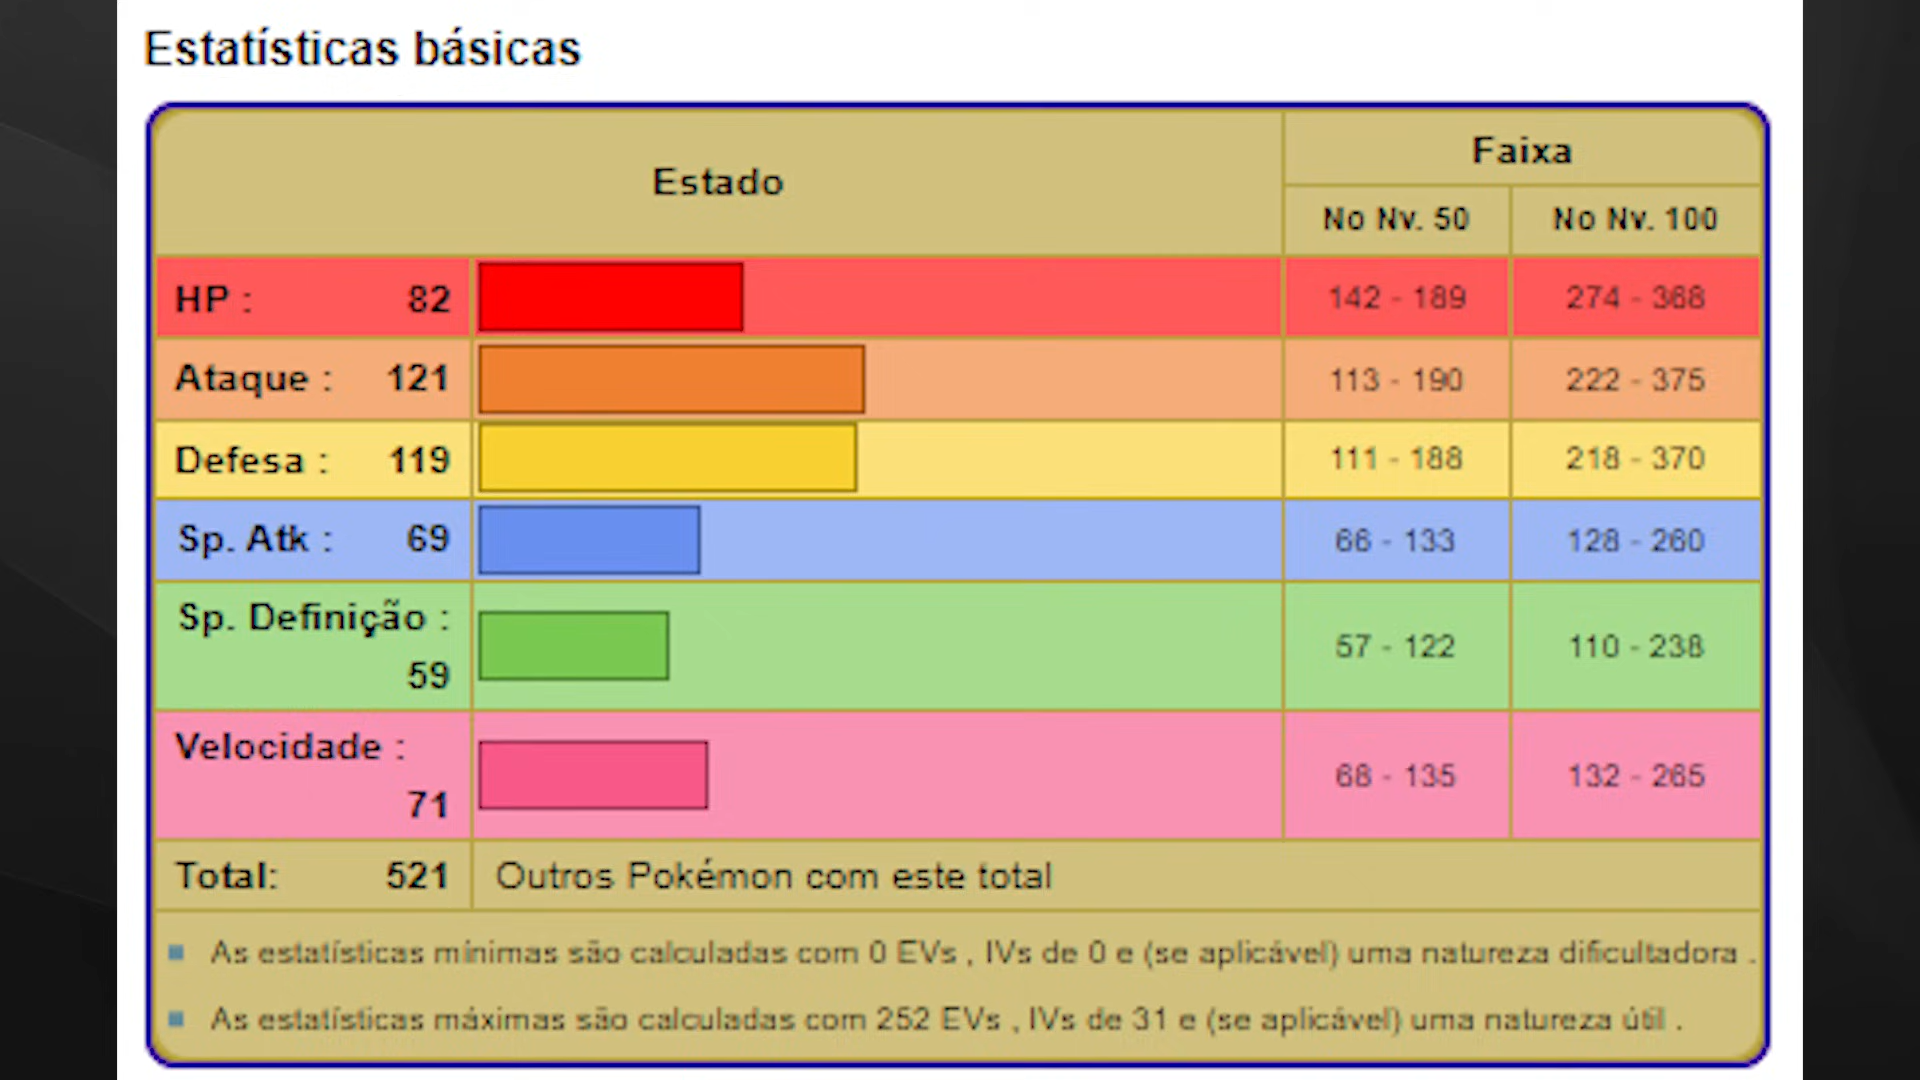 Estatísticas básicas
Estado
Faixa
No Nv. 50
No Nv. 100
HP : 82 142 - 189 274 - 368
Ataque : 121 113 - 190 222 - 375
Defesa : 119 111 - 188 218 - 370
Sp. Atk : 69 66 - 133 128 - 260
Sp. Definição :
59 57 - 122 110 - 238
Velocidade :
71 68 - 135 132 - 265
Total: 521 Outros Pokémon com este total
As estatísticas mínimas são calculadas com 0 EVs , IVs de 0 e (se aplicável) uma natureza dificultadora .
As estatísticas máximas são calculadas com 252 EVs , IVs de 31 e (se aplicável) uma natureza útil .